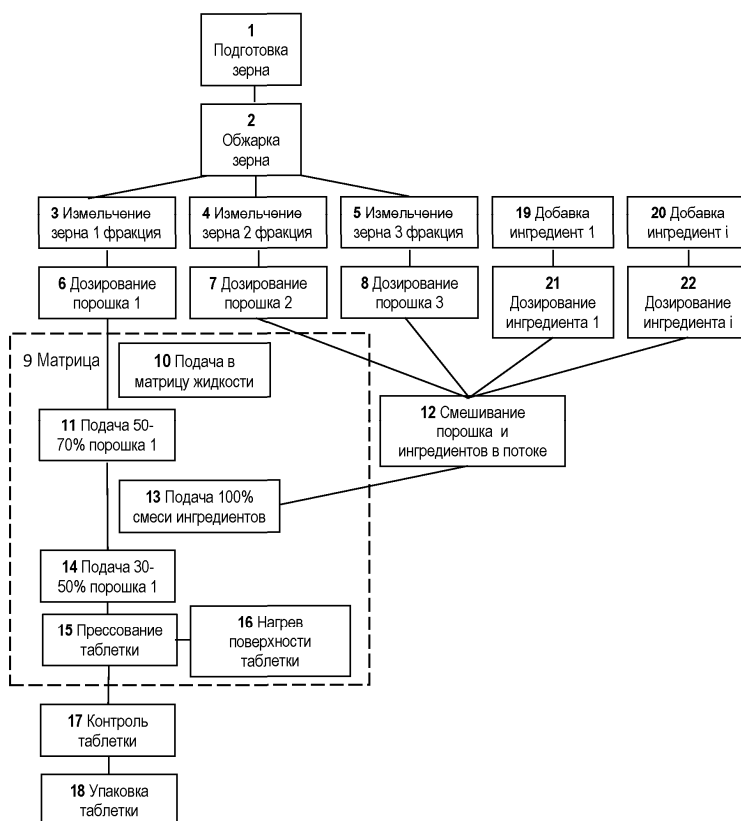 1
Подготовка
зерна
2
Обжарка
зерна
3 Измельчение
зерна 1 фракция
4 Измельчение
зерна 2 фракция
5 Измельчение
зерна 3 фракция
19 Добавка
ингредиент 1
20 Добавка
ингредиент i
6 Дозирование
порошка 1
7 Дозирование
порошка 2
8 Дозирование
порошка 3
21
Дозирование
ингредиента 1
22
Дозирование
ингредиента i
9 Матрица
10 Подача в
матрицу жидкости
11 Подача 50-
70% порошка 1
12 Смешивание
порошка и
ингредиентов в потоке
13 Подача 100%
смеси ингредиентов
14 Подача 30-
50% порошка 1
15 Прессование
таблетки
16 Нагрев
поверхности
таблетки
17 Контроль
таблетки
18 Упаковка
таблетки